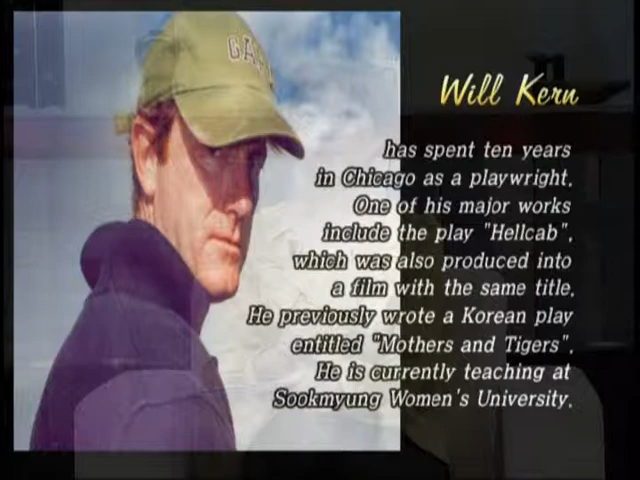 GAP
Will Kern
has spent ten years
in Chicago as a playwright.
One of his major works
include the play "Hellcab",
which was also produced into
a film with the same title.
He previously wrote a Korean play
entitled "Mothers and Tigers".
He is currently teaching at
Sookmyung Women's University.